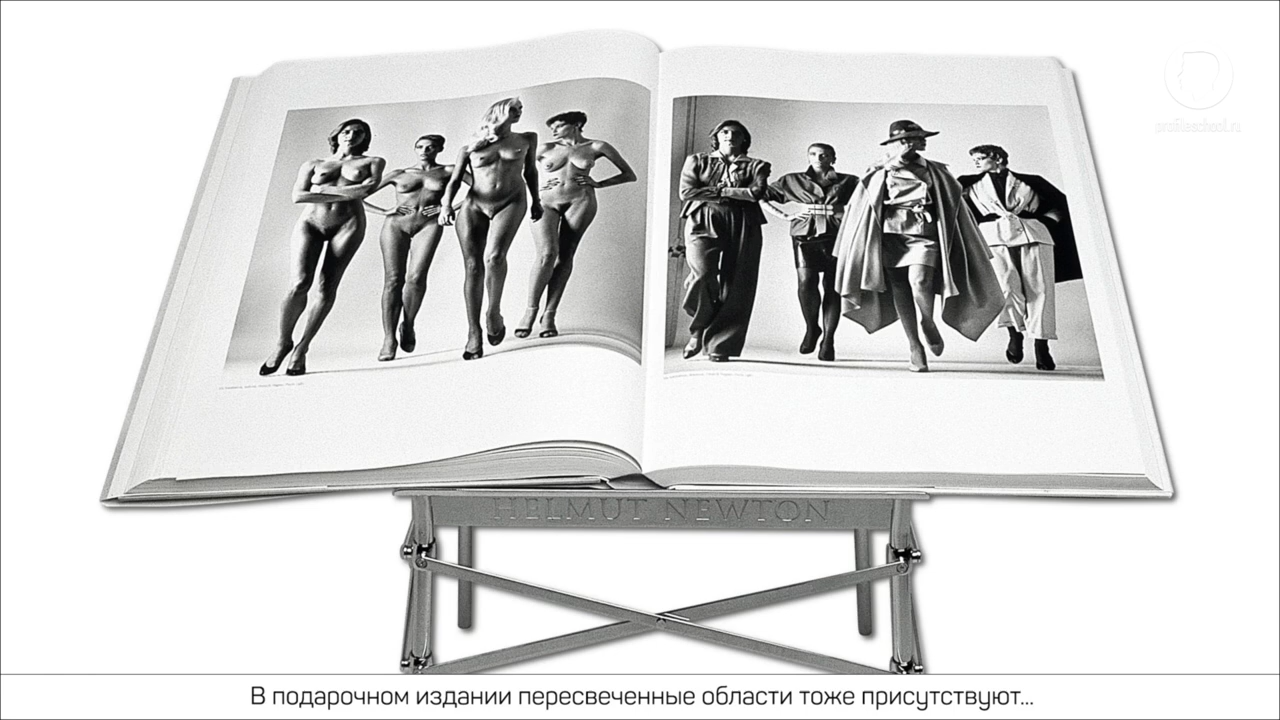 profileschool.ru
HELMUT NEWTON
В подарочном издании пересвеченные области тоже присутствуют...